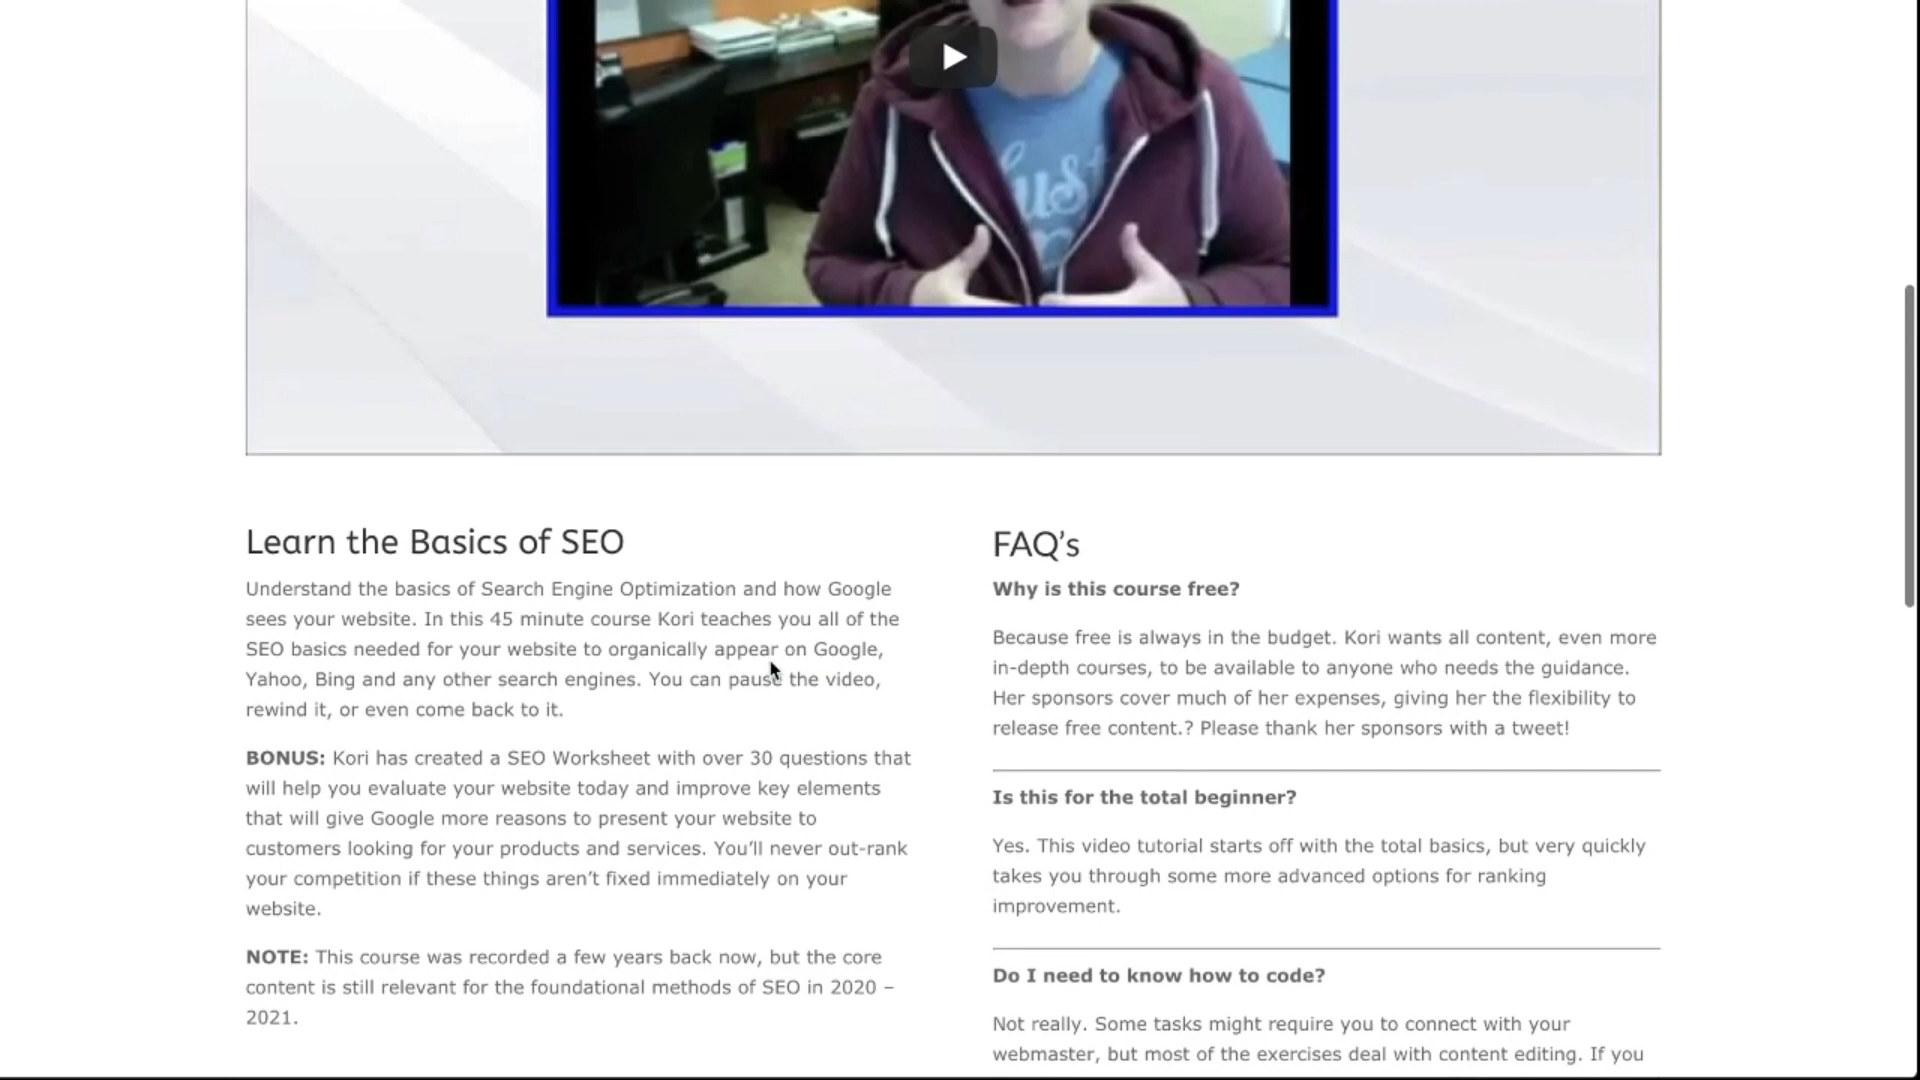 Learn the Basics of SEO
Understand the basics of Search Engine Optimization and how Google
sees your website. In this 45 minute course Kori teaches you all of the
SEO basics needed for your website to organically appear on Google,
Yahoo, Bing and any other search engines. You can pause the video,
rewind it, or even come back to it.
BONUS: Kori has created a SEO Worksheet with over 30 questions that
will help you evaluate your website today and improve key elements
that will give Google more reasons to present your website to
customers looking for your products and services. You’ll never out-rank
your competition if these things aren’t fixed immediately on your
website.
NOTE: This course was recorded a few years back now, but the core
content is still relevant for the foundational methods of SEO in 2020 –
2021.
FAQ’s
Why is this course free?
Because free is always in the budget. Kori wants all content, even more
in-depth courses, to be available to anyone who needs the guidance.
Her sponsors cover much of her expenses, giving her the flexibility to
release free content.? Please thank her sponsors with a tweet!
Is this for the total beginner?
Yes. This video tutorial starts off with the total basics, but very quickly
takes you through some more advanced options for ranking
improvement.
Do I need to know how to code?
Not really. Some tasks might require you to connect with your
webmaster, but most of the exercises deal with content editing. If you